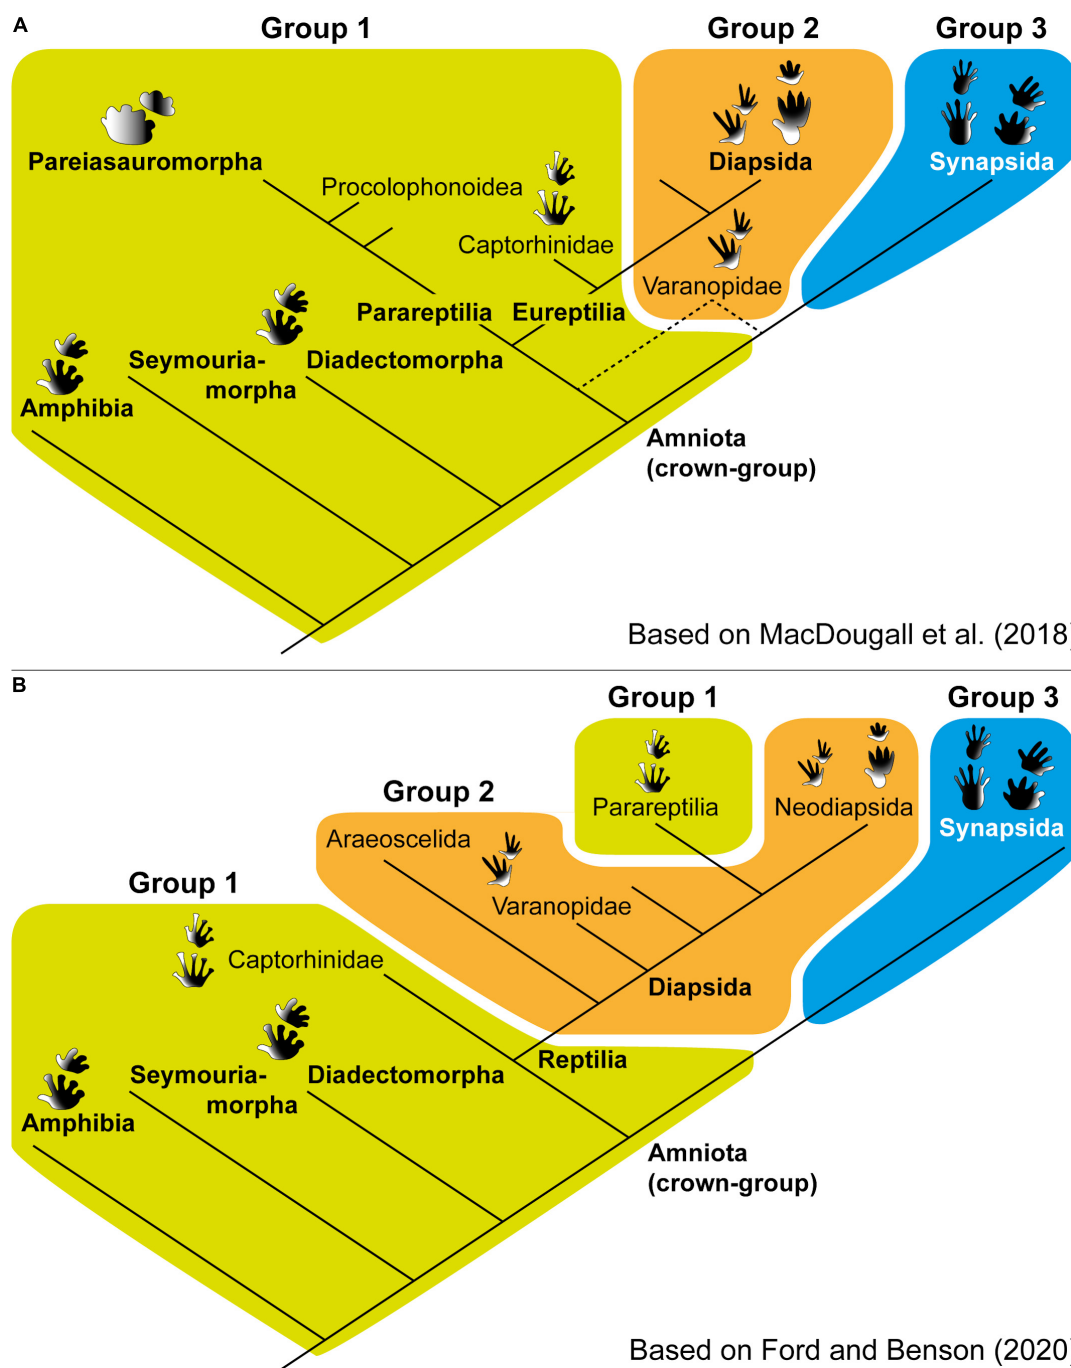 A
Group 1
Group 2
Group 3
Pareiasauromorpha
Procolophonoidea
Captorhinidae
Diapsida
Synapsida
Varanopidae
Parareptilia
Eureptilia
Seymouria-
morpha
Diadectomorpha
Amphibia
Amniota
(crown-group)
Based on MacDougall et al. (2018)
B
Group 1
Group 3
Group 2
Parareptilia
Neodiapsida
Synapsida
Araeoscelida
Varanopidae
Group 1
Captorhinidae
Diapsida
Reptilia
Seymouria-
morpha
Diadectomorpha
Amphibia
Amniota
(crown-group)
Based on Ford and Benson (2020)